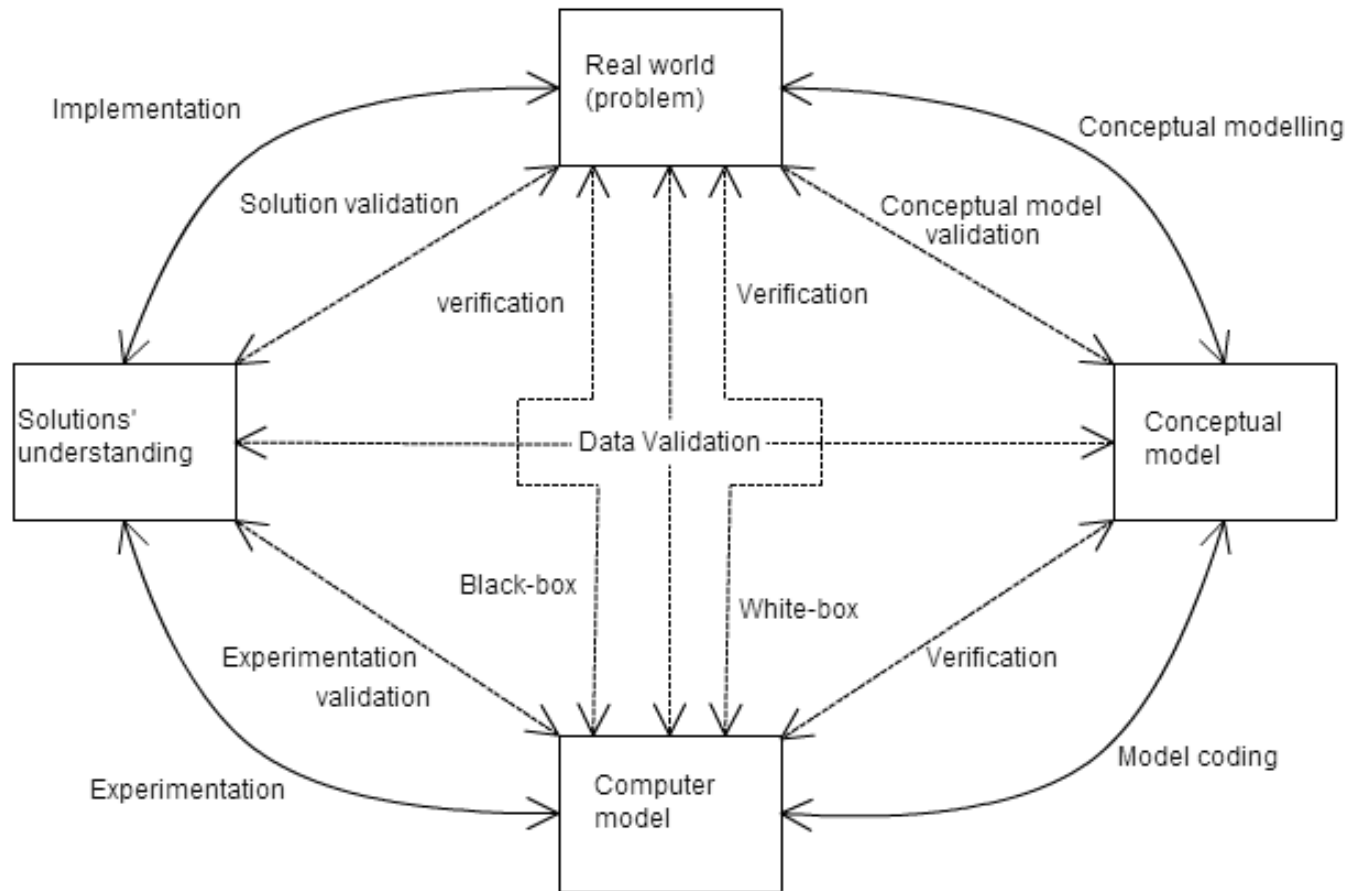 Real world
(problem)
Implementation
Conceptual modelling
Solution validation
Conceptual model
validation
verification
Verification
Solutions'
understanding
Data Validation
Conceptual
model
Black-box
White-box
Experimentation
validation
Verification
Model coding
Experimentation
Computer
model